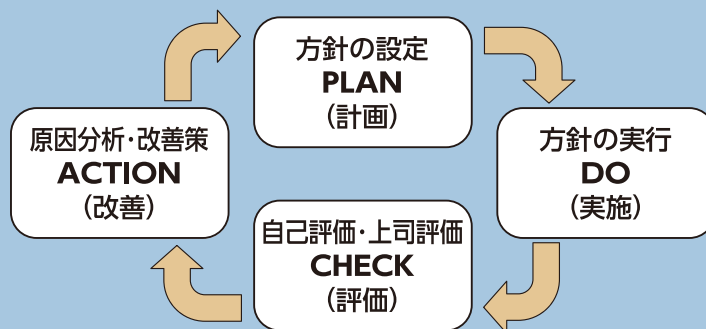 方針の設定
PLAN
(計画)
方針の実行
DO
(実施)
自己評価・上司評価
CHECK
(評価)
原因分析・改善策
ACTION
(改善)